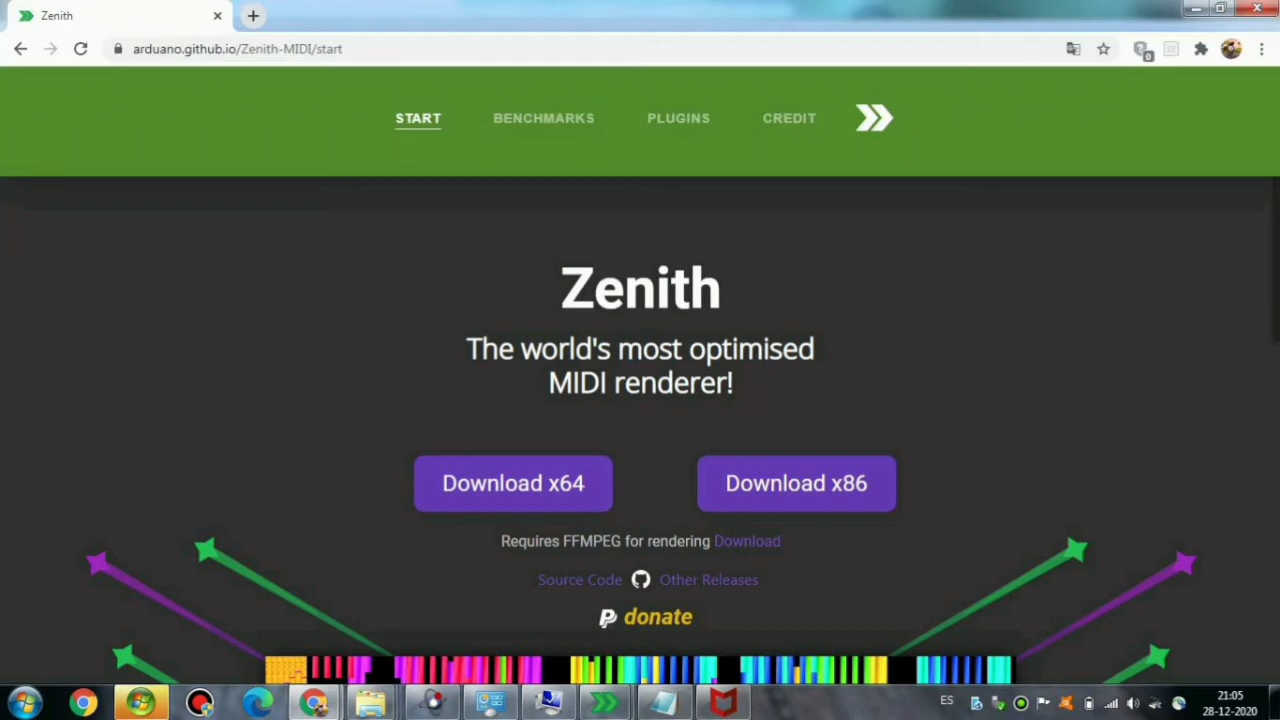 Zenith
arduano.github.io/Zenith-MIDI/start
0
START
BENCHMARKS
PLUGINS
CREDIT
Zenith
The world's most optimised
MIDI renderer!
Download x64
Download x86
Requires FFMPEG for rendering Download
Source Code
Other Releases
donate
ES
21:05
28-12-2020